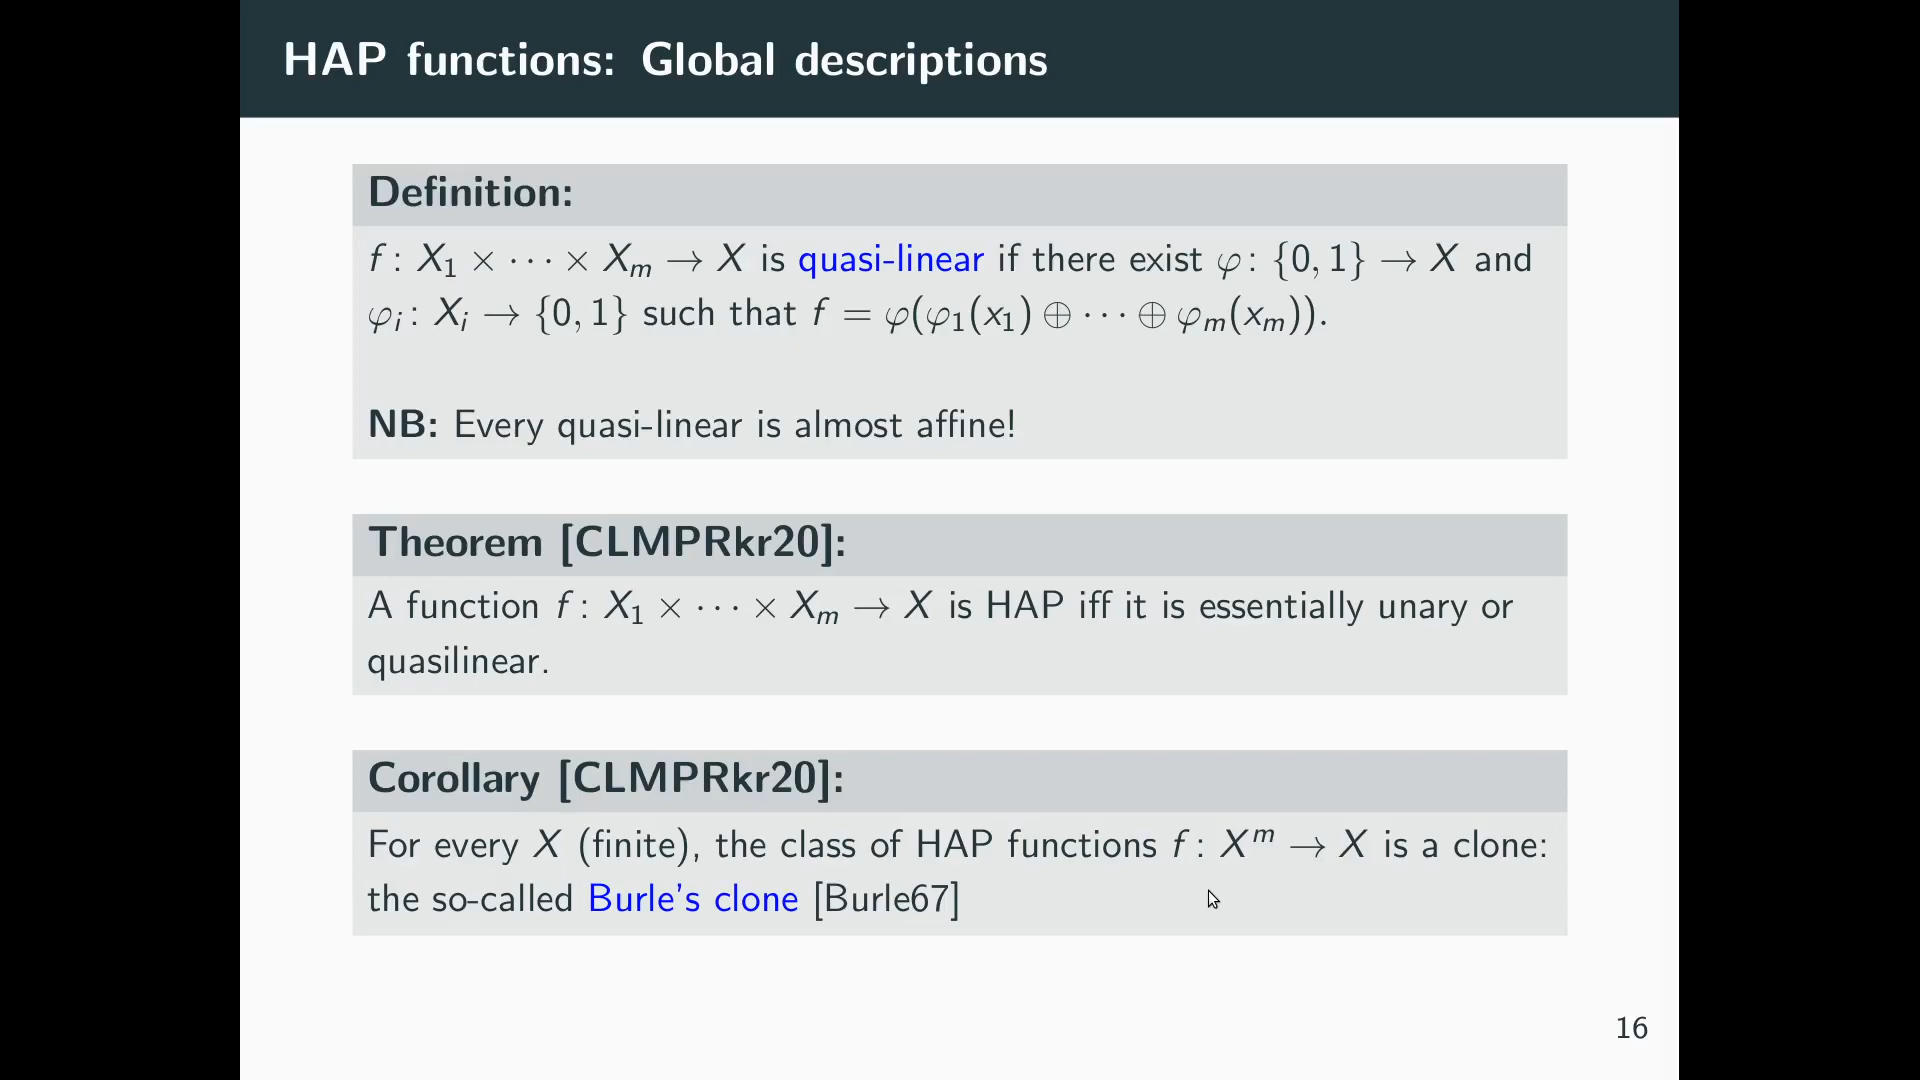 HAP functions: Global descriptions
Definition:
f : X₁ × ··· × Xₘ → X is quasi-linear if there exist φ : {0, 1} → X and
φᵢ : Xᵢ → {0, 1} such that f = φ(φ₁(x₁) ⊕ ··· ⊕ φₘ(xₘ)).
NB: Every quasi-linear is almost affine!
Theorem [CLMPRkr20]:
A function f : X₁ × ··· × Xₘ → X is HAP iff it is essentially unary or
quasilinear.
Corollary [CLMPRkr20]:
For every X (finite), the class of HAP functions f : Xᵐ → X is a clone:
the so-called Burle's clone [Burle67]
16